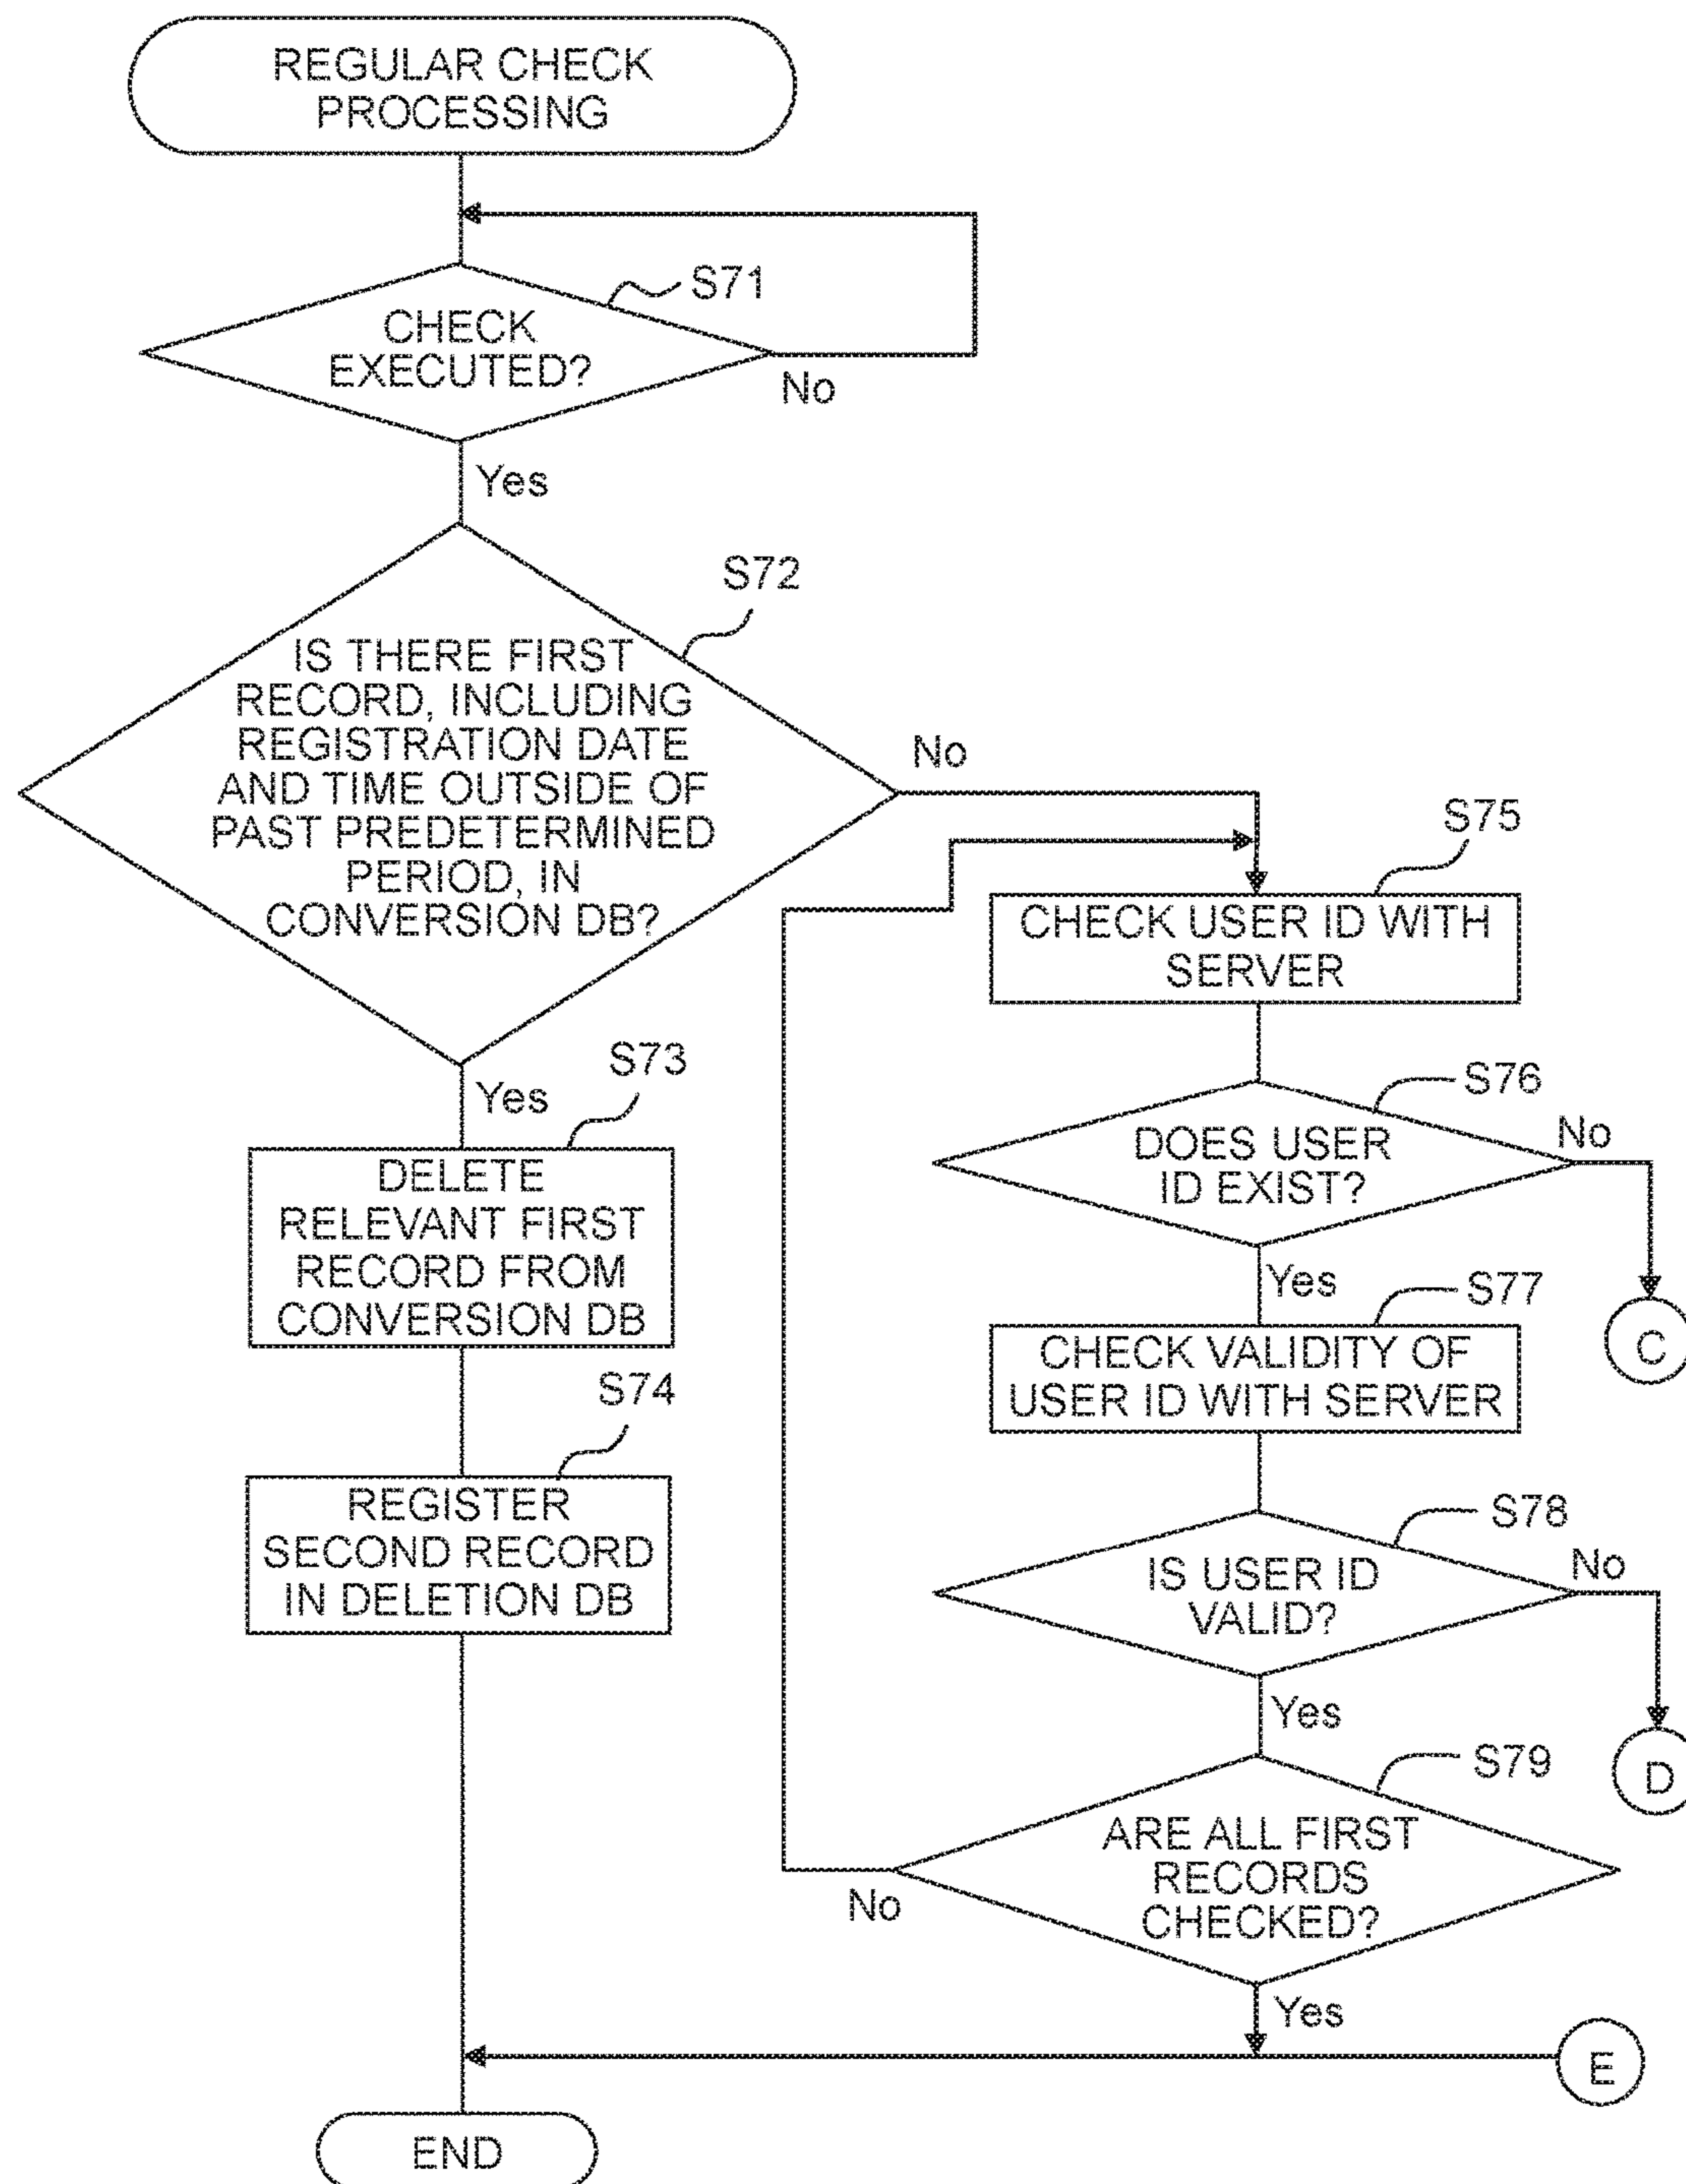 REGULAR CHECK
PROCESSING
S71
CHECK
EXECUTED?
No
Yes
S72
IS THERE FIRST
RECORD, INCLUDING
REGISTRATION DATE
AND TIME OUTSIDE OF
PAST PREDETERMINED
PERIOD, IN
CONVERSION DB?
No
Yes
S73
DELETE
RELEVANT FIRST
RECORD FROM
CONVERSION DB
S74
REGISTER
SECOND RECORD
IN DELETION DB
S75
CHECK USER ID WITH
SERVER
S76
DOES USER
ID EXIST?
No
C
Yes
S77
CHECK VALIDITY OF
USER ID WITH SERVER
S78
IS USER ID
VALID?
No
D
Yes
S79
ARE ALL FIRST
RECORDS
CHECKED?
No
Yes
E
END